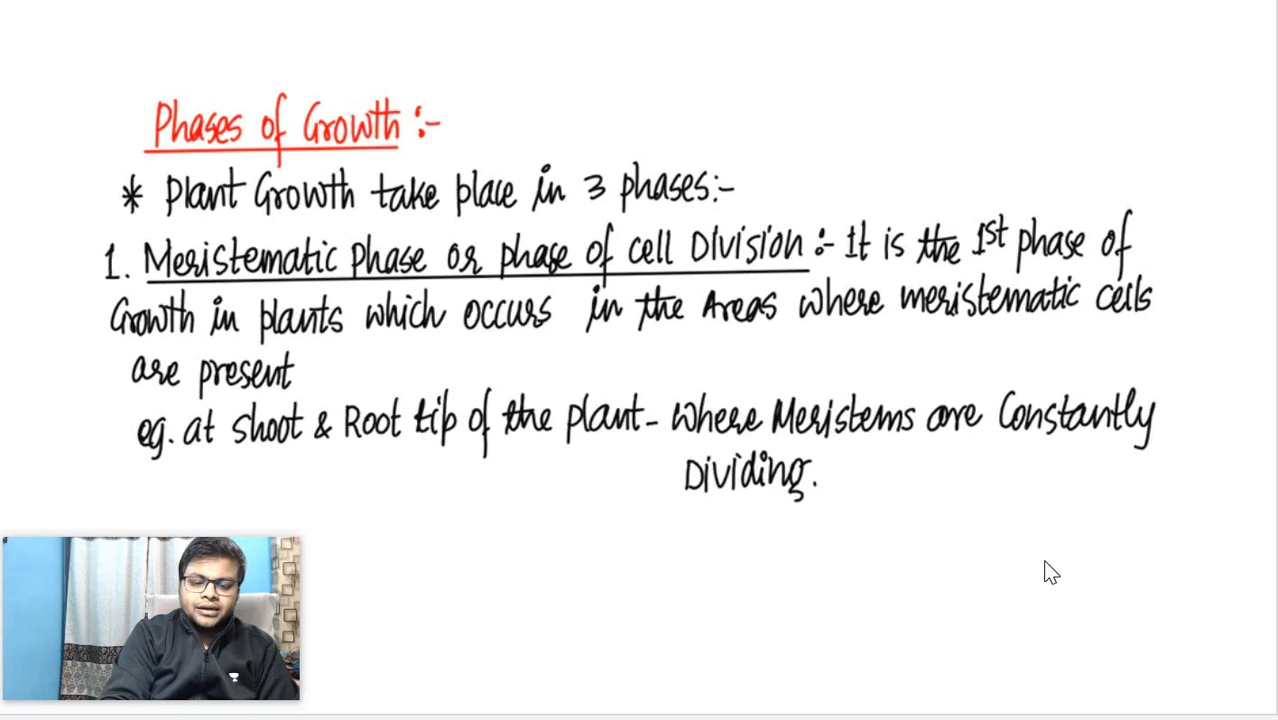 Phases of Growth :-
* Plant Growth take place in 3 phases:-
1. Meristematic Phase or phase of cell Division :- It is the 1st phase of
Growth in plants which occurs in the Areas where meristematic cells
are present
eg. at shoot & Root tip of the plant - where Meristems are Constantly
Dividing.